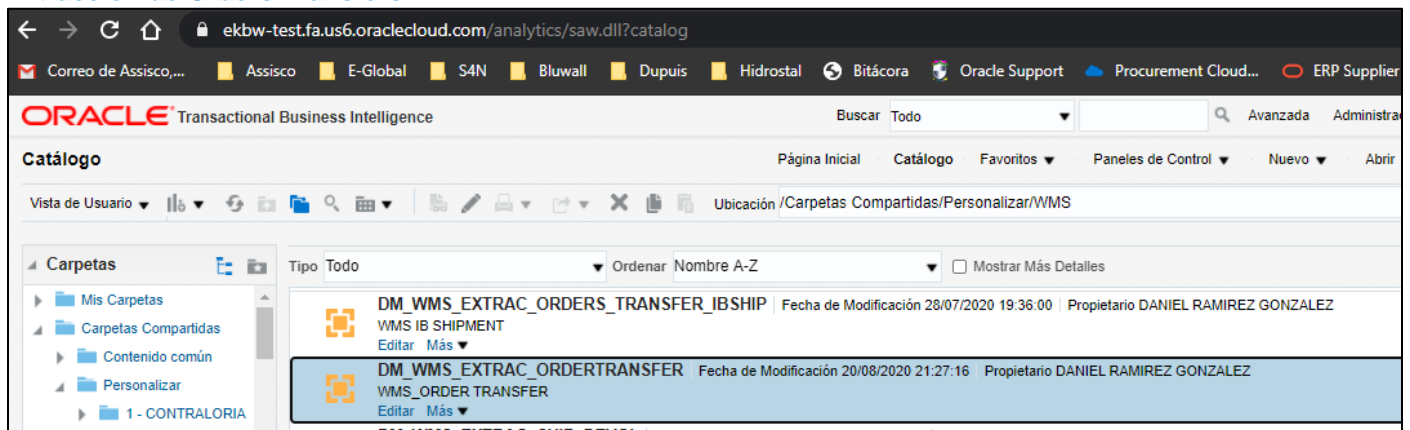 ekbw-test.fa.us6.oraclecloud.com/analytics/saw.dll?catalog
Correo de Assisco,... Assisco E-Global S4N Bluwall Dupuis Hidrostal Bitácora Oracle Support Procurement Cloud... ERP Supplier
ORACLE Transactional Business Intelligence Buscar Todo Avanzada Administra
Catálogo Página Inicial Catálogo Favoritos Paneles de Control Nuevo Abrir
Vista de Usuario Ubicación /Carpetas Compartidas/Personalizar/WMS
Carpetas Tipo Todo Ordenar Nombre A-Z Mostrar Más Detalles
Mis Carpetas
Carpetas Compartidas
Contenido común
Personalizar
1 - CONTRALORIA
DM_WMS_EXTRAC_ORDERS_TRANSFER_IBSHIP Fecha de Modificación 28/07/2020 19:36:00 Propietario DANIEL RAMIREZ GONZALEZ
WMS IB SHIPMENT
Editar Más
DM_WMS_EXTRAC_ORDERTRANSFER Fecha de Modificación 20/08/2020 21:27:16 Propietario DANIEL RAMIREZ GONZALEZ
WMS_ORDER TRANSFER
Editar Más